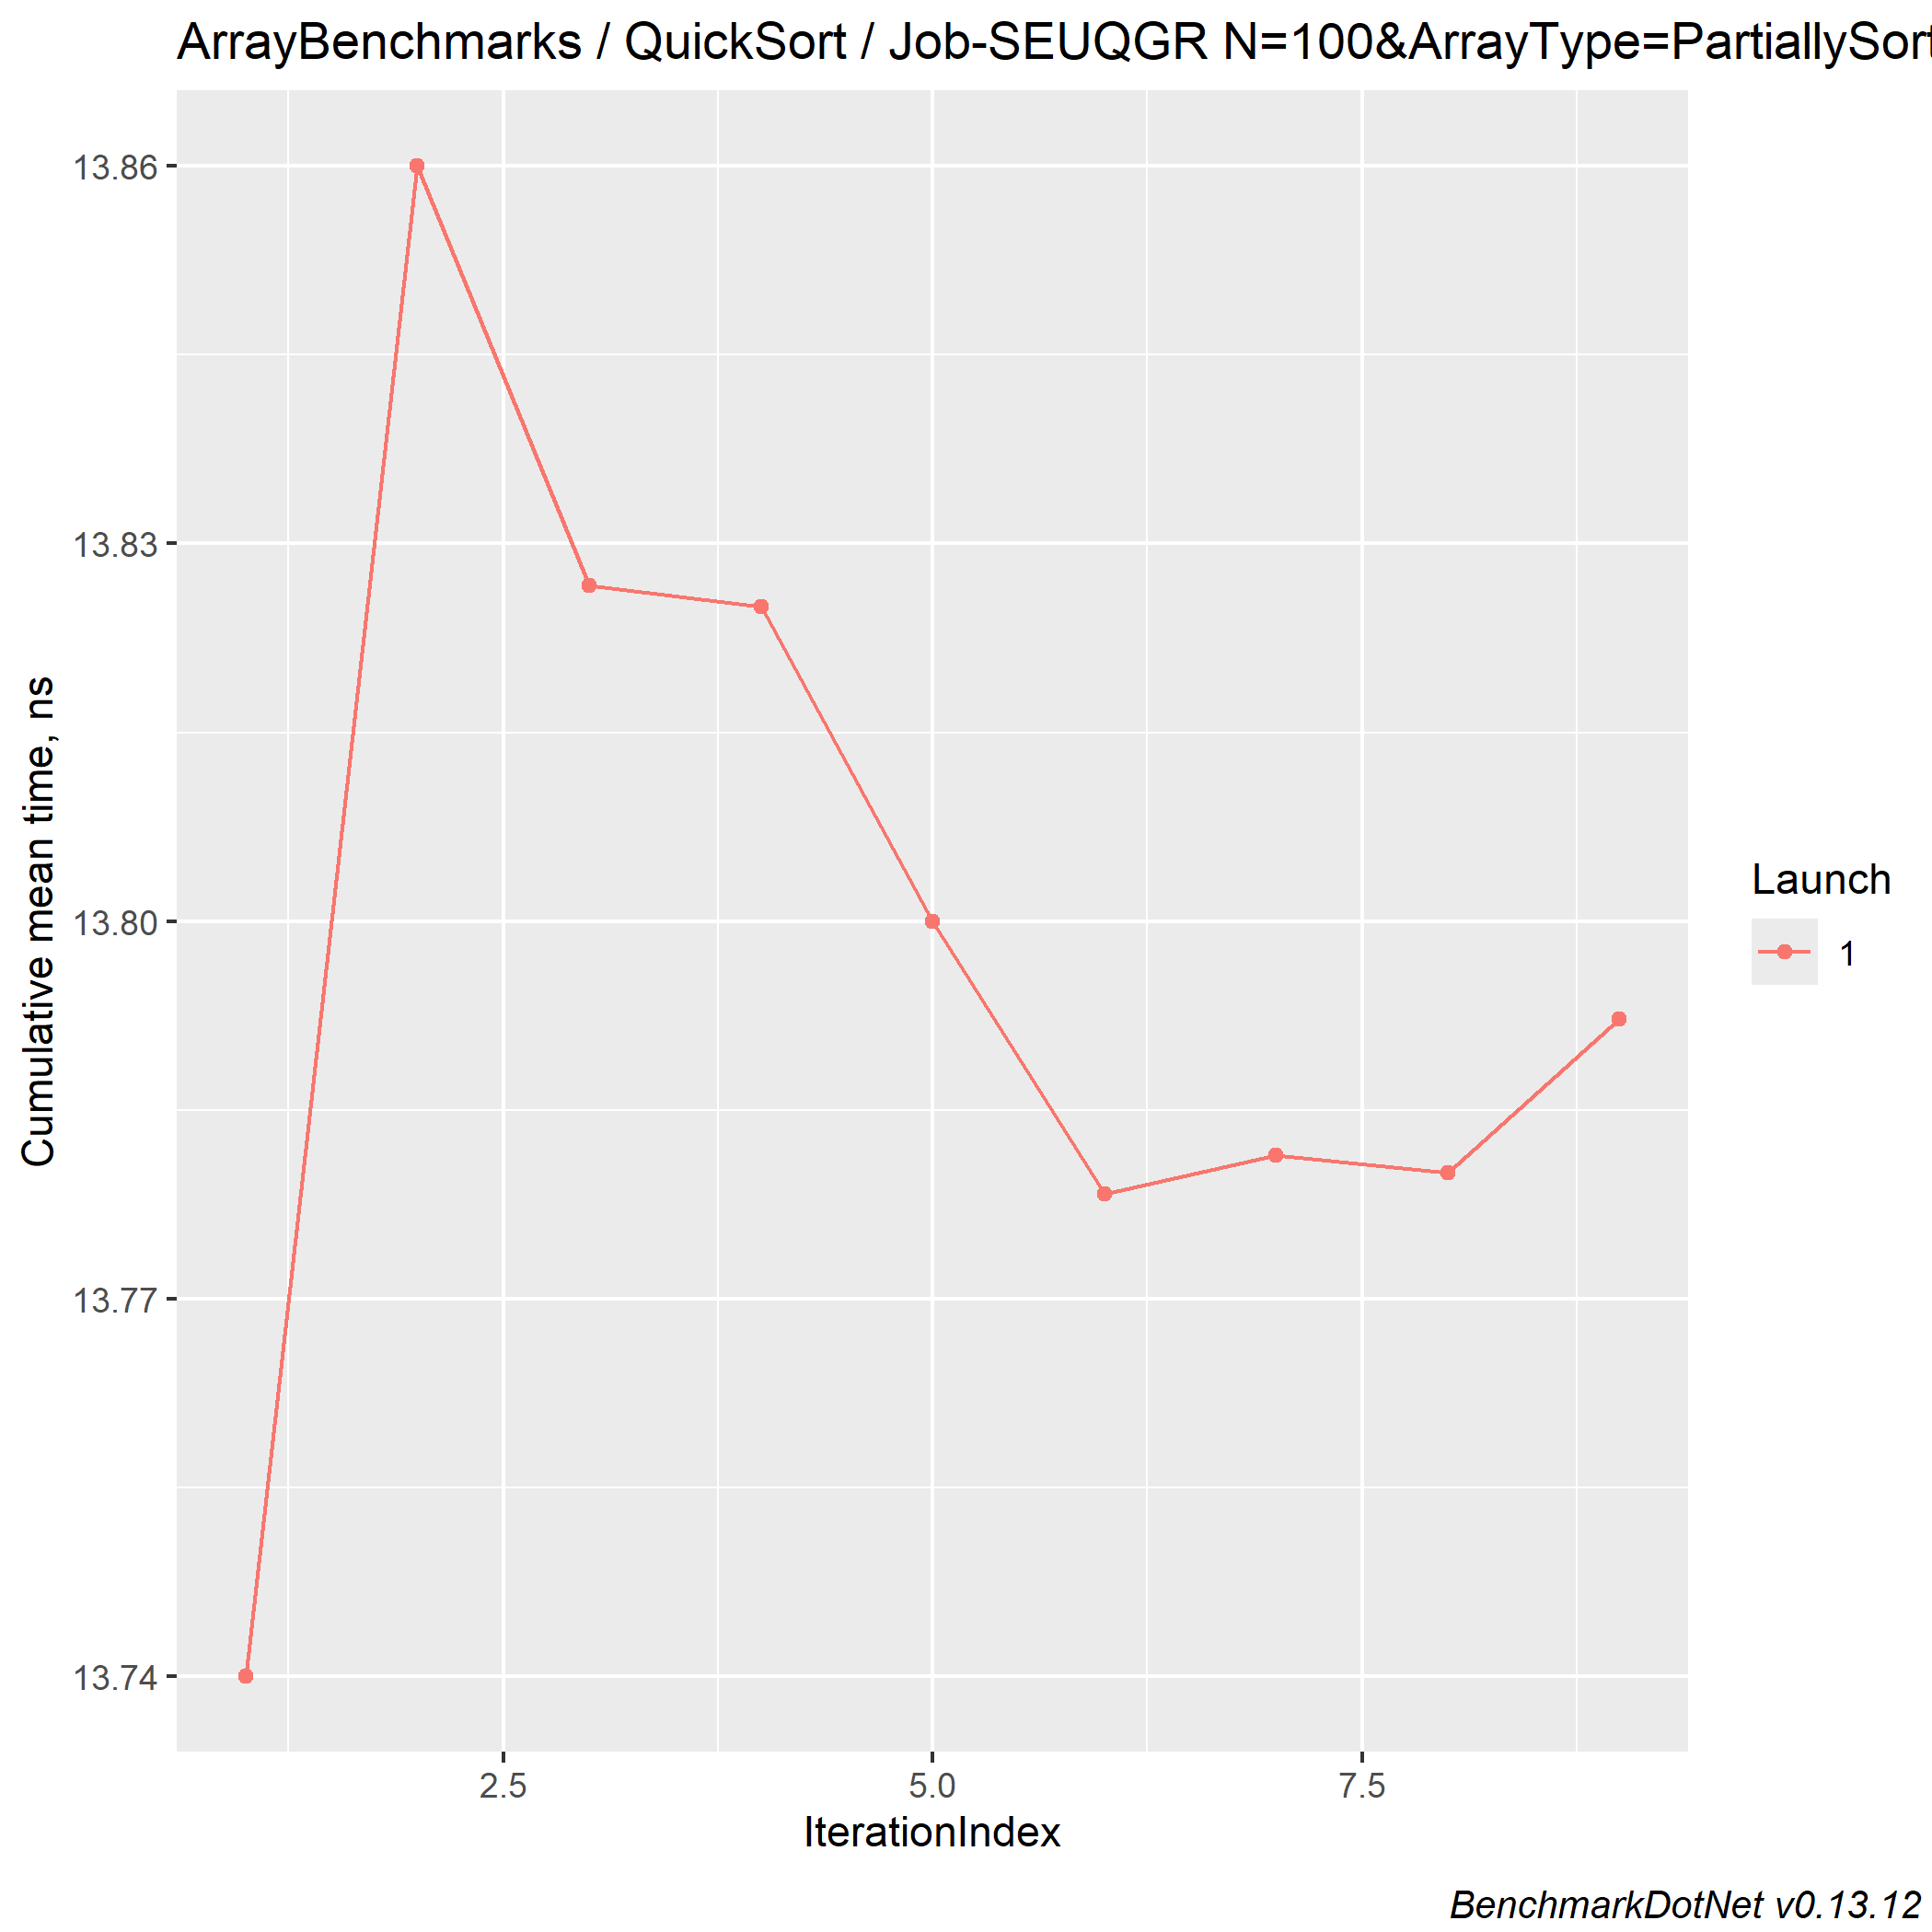 ArrayBenchmarks / QuickSort / Job-SEUQGR N=100&ArrayType=PartiallySort
13.86
13.83
13.80
13.77
13.74
Cumulative mean time, ns
2.5
5.0
7.5
IterationIndex
Launch
1
BenchmarkDotNet v0.13.12